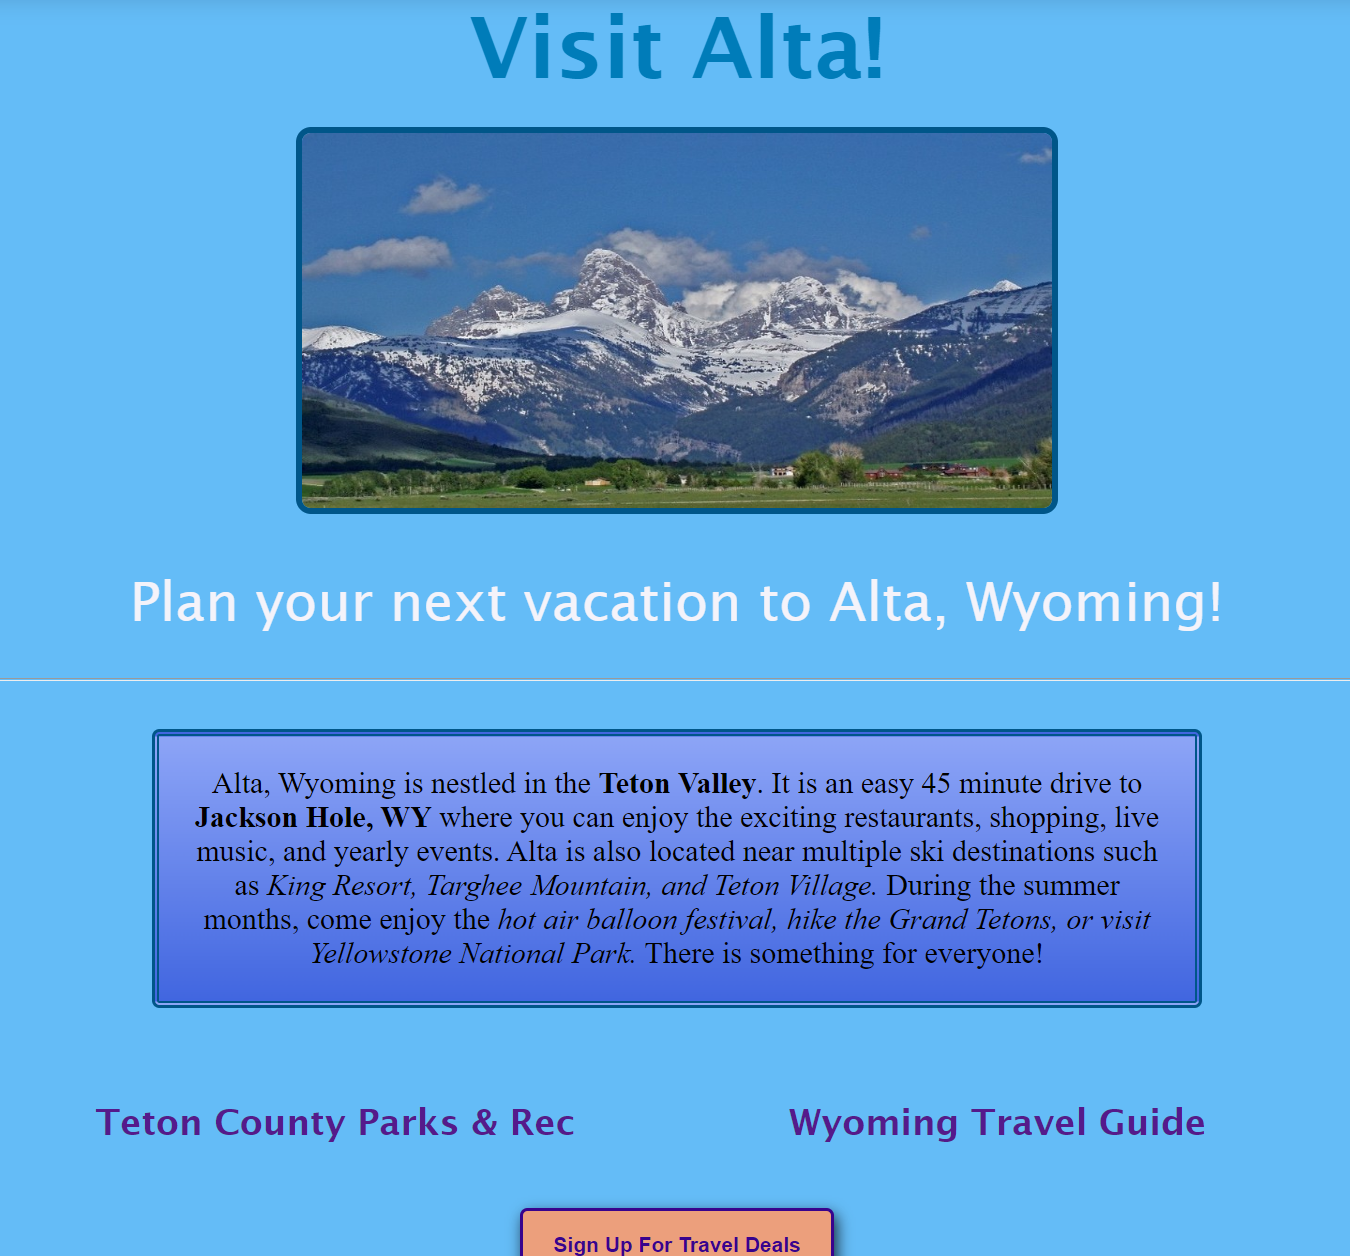 Visit Alta!
Plan your next vacation to Alta, Wyoming!
Alta, Wyoming is nestled in the Teton Valley. It is an easy 45 minute drive to
Jackson Hole, WY where you can enjoy the exciting restaurants, shopping, live
music, and yearly events. Alta is also located near multiple ski destinations such
as King Resort, Targhee Mountain, and Teton Village. During the summer
months, come enjoy the hot air balloon festival, hike the Grand Tetons, or visit
Yellowstone National Park. There is something for everyone!
Teton County Parks & Rec
Wyoming Travel Guide
Sign Up For Travel Deals